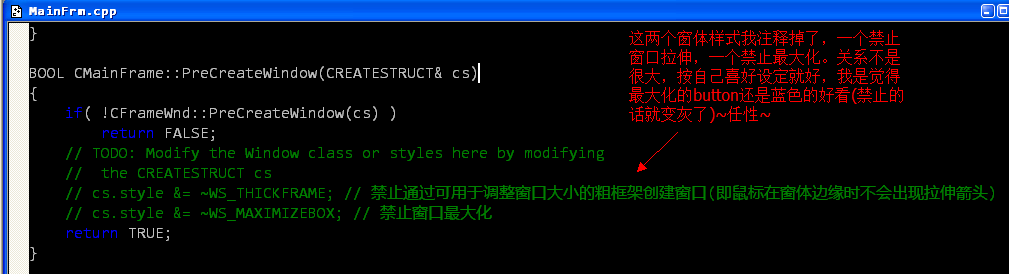 MainFrm.cpp
}
这两个窗体样式我注释掉了，一个禁止
窗口拉伸，一个禁止最大化。关系不是
很大，按自己喜好设定就好，我是觉得
最大化的button还是蓝色的好看(禁止的
话就变灰了)~任性~
BOOL CMainFrame::PreCreateWindow(CREATESTRUCT& cs)
{
if( !CFrameWnd::PreCreateWindow(cs) )
return FALSE;
// TODO: Modify the Window class or styles here by modifying
//  the CREATESTRUCT cs
// cs.style &= ~WS_THICKFRAME; // 禁止通过可用于调整窗口大小的粗框架创建窗口(即鼠标在窗体边缘时不会出现拉伸箭头)
// cs.style &= ~WS_MAXIMIZEBOX; // 禁止窗口最大化
return TRUE;
}